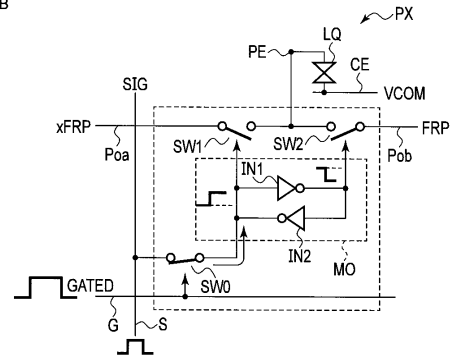 B
PX
LQ
PE
CE
SIG
VCOM
xFRP
FRP
Poa
SW1
SW2
Pob
IN1
IN2
MO
GATED
SW0
G
S